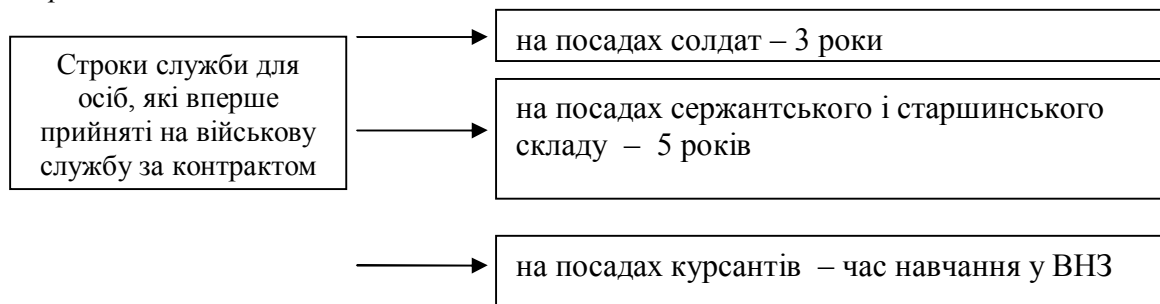 Строки служби для
осіб, які вперше
прийняті на військову
службу за контрактом
на посадах солдат – 3 роки
на посадах сержантського і старшинського
складу – 5 років
на посадах курсантів – час навчання у ВНЗ